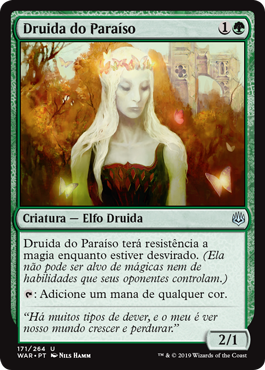 Druida do Paraíso 1
Criatura — Elfo Druida
Druida do Paraíso terá resistência a
magia enquanto estiver desvirado. (Ela
não pode ser alvo de mágicas nem de
habilidades que seus oponentes controlam.)
: Adicione um mana de qualquer cor.
“Há muitos tipos de dever, e o meu é ver
nosso mundo crescer e perdurar.”
2/1
171/264 U
WAR • PT NILS HAMM
™ & © 2019 Wizards of the Coast